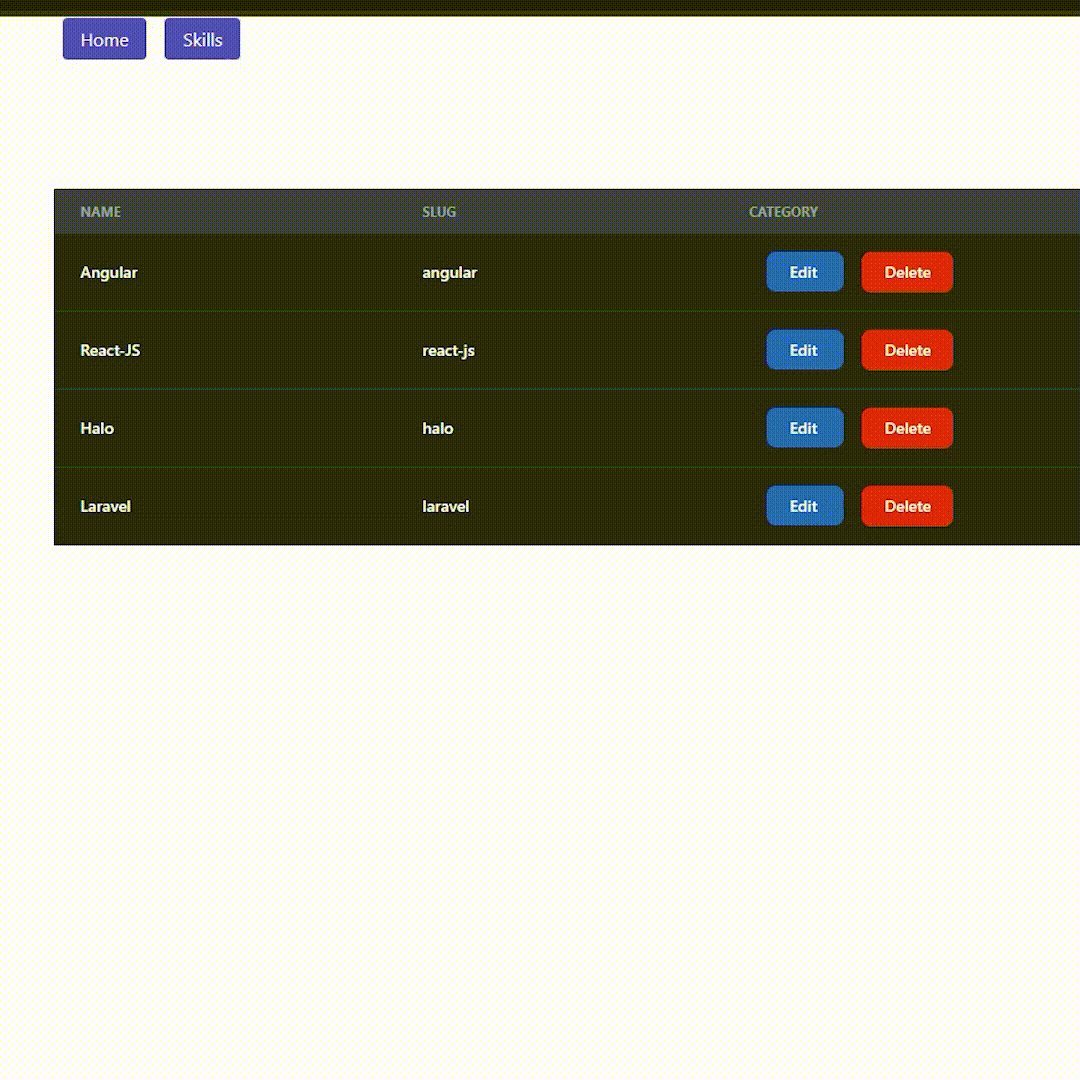 Home Skills
NAME SLUG CATEGORY
Angular angular Edit Delete
React-JS react-js Edit Delete
Halo halo Edit Delete
Laravel laravel Edit Delete